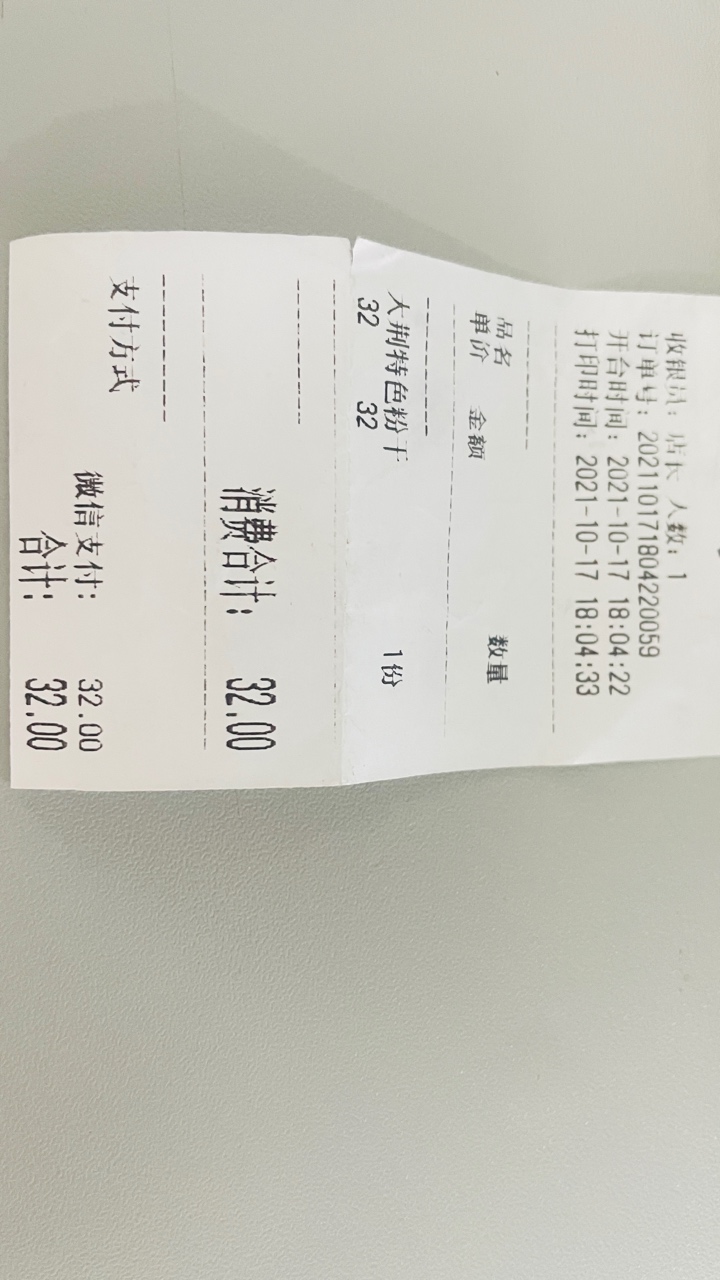 收银员：店长 人数：1
订单号：20211017180422​0059
开台时间：2021-10-17 18:04:22
打印时间：2021-10-17 18:04:33
品名 数量
单价 金额
大荆特色粉干 1份
32 32
消费合计： 32.00
支付方式
微信支付： 32.00
合计： 32.00